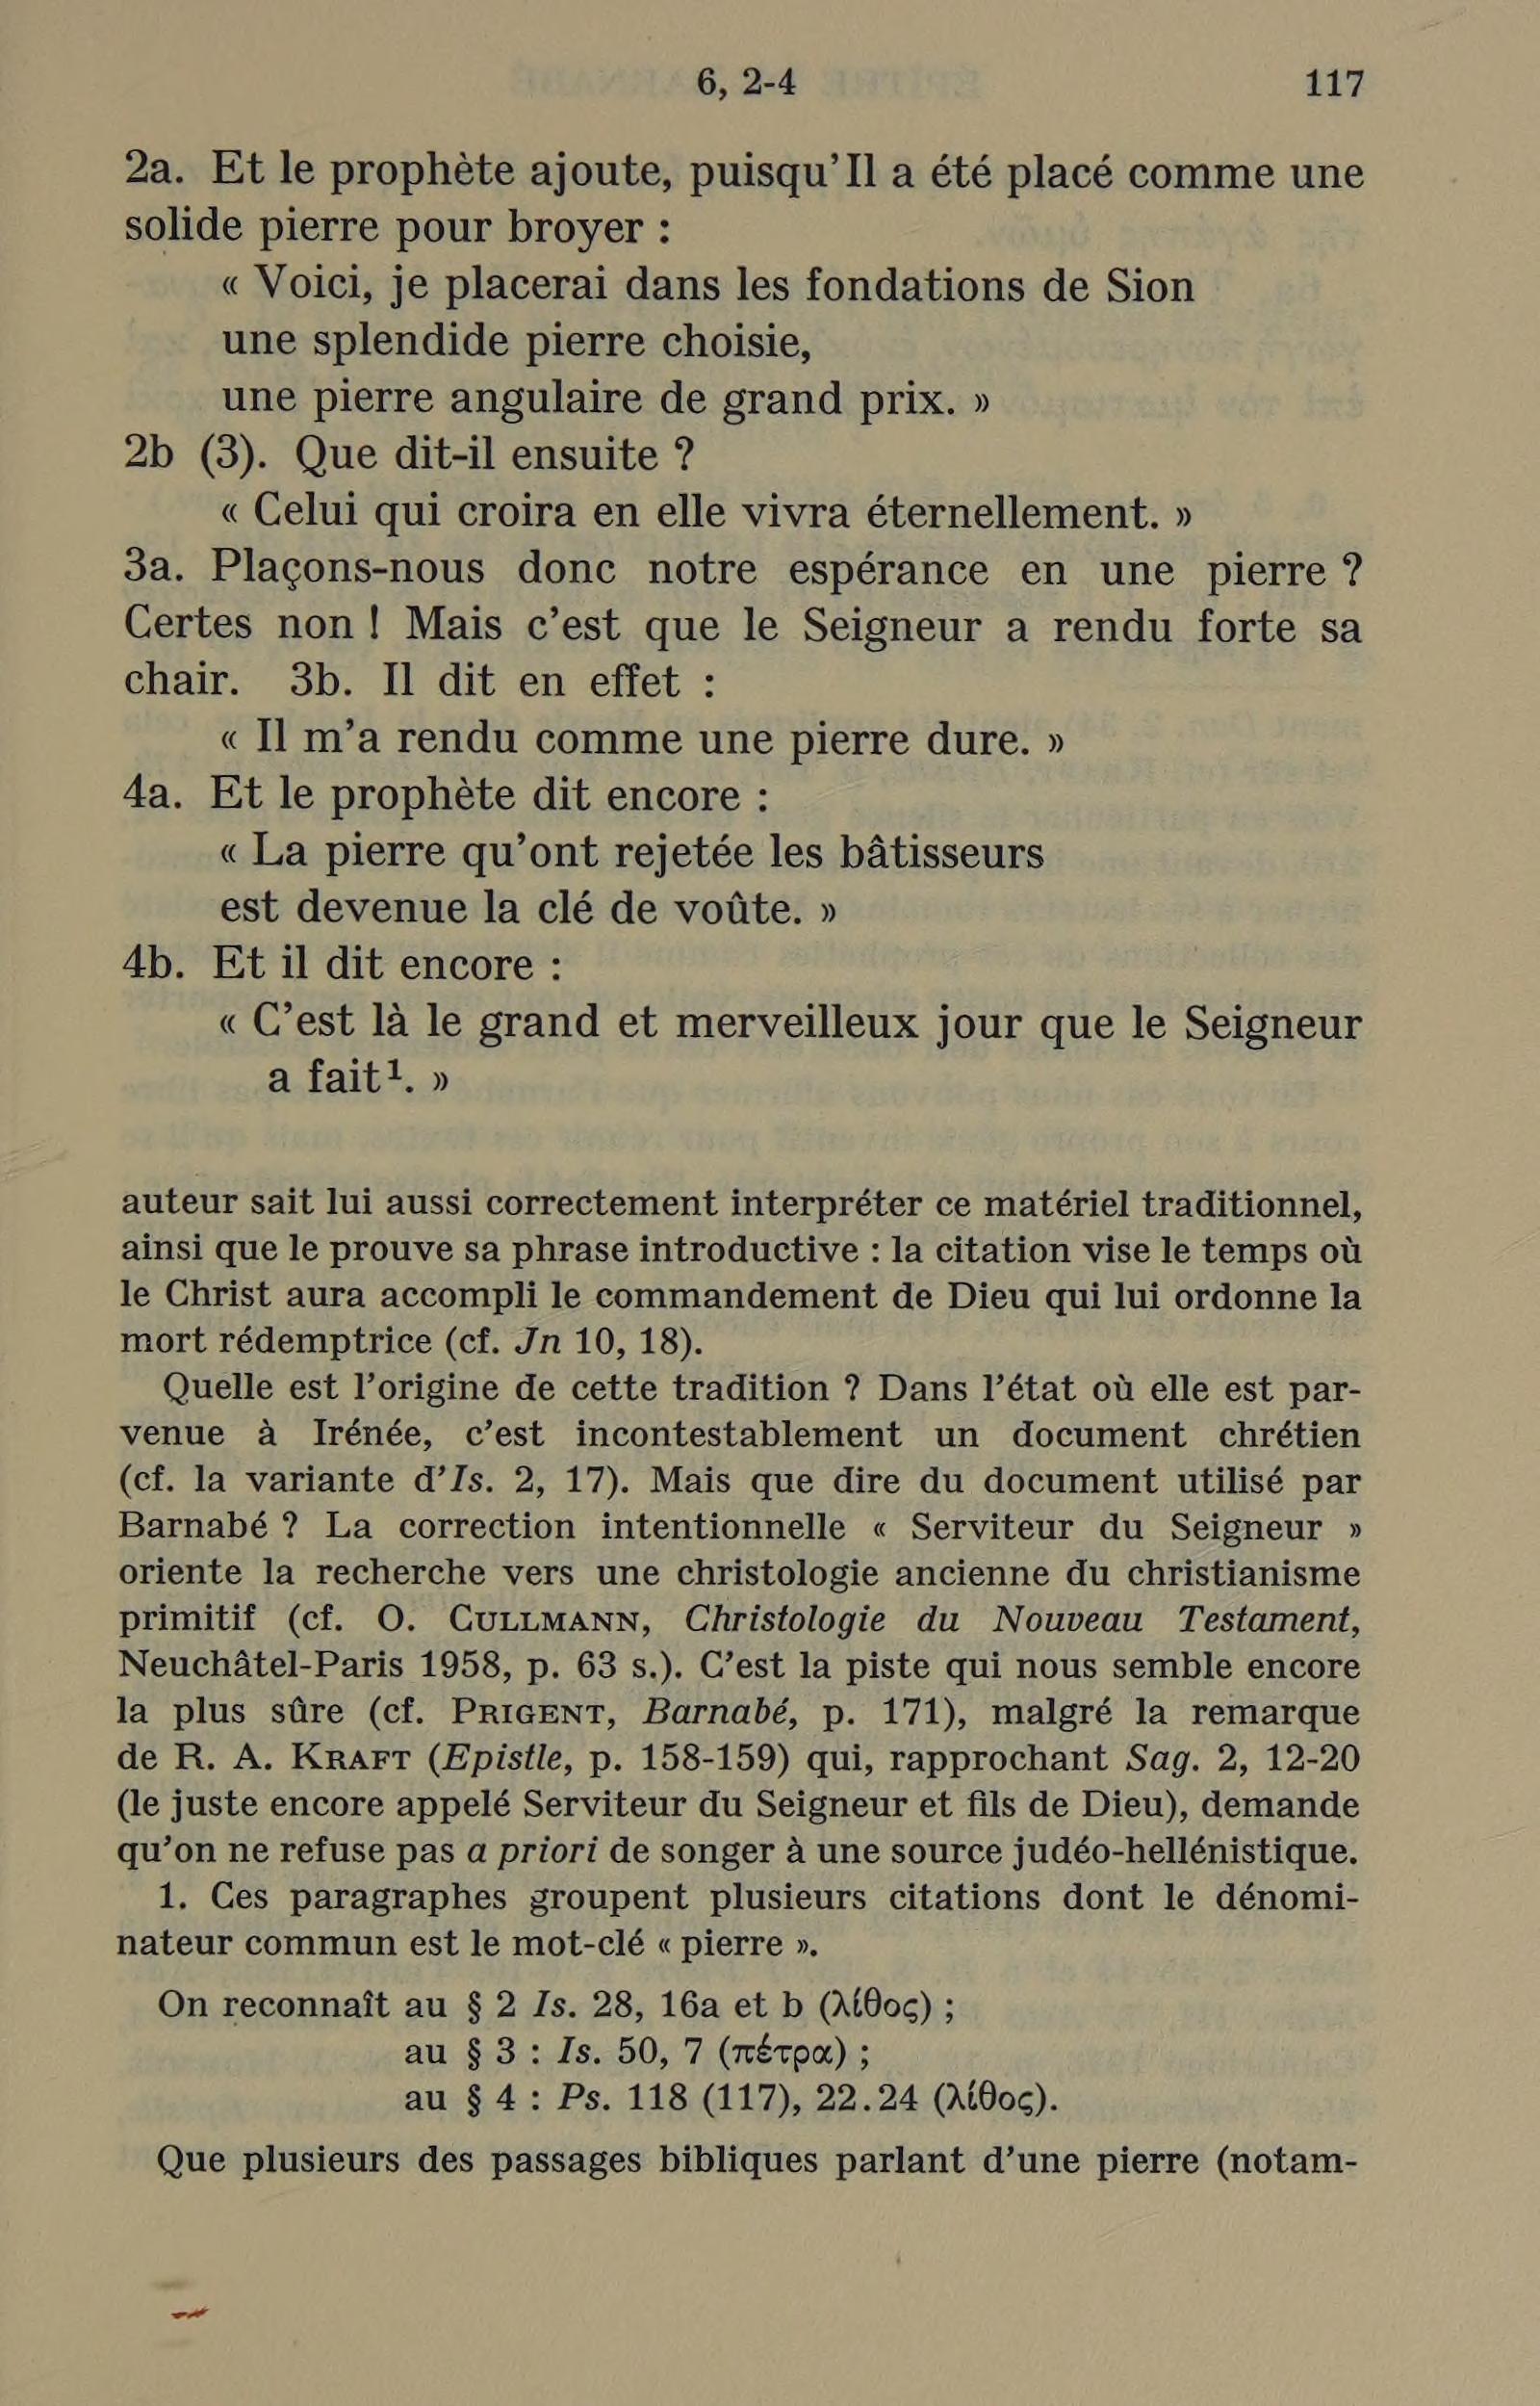 6, 2-4 117
2a. Et le prophète ajoute, puisqu'Il a été placé comme une
solide pierre pour broyer :
« Voici, je placerai dans les fondations de Sion
une splendide pierre choisie,
une pierre angulaire de grand prix. »
2b (3). Que dit-il ensuite ?
« Celui qui croira en elle vivra éternellement. »
3a. Plaçons-nous donc notre espérance en une pierre ?
Certes non ! Mais c'est que le Seigneur a rendu forte sa
chair. 3b. Il dit en effet :
« Il m'a rendu comme une pierre dure. »
4a. Et le prophète dit encore :
« La pierre qu'ont rejetée les bâtisseurs
est devenue la clé de voûte. »
4b. Et il dit encore :
« C'est là le grand et merveilleux jour que le Seigneur
a fait¹. »
auteur sait lui aussi correctement interpréter ce matériel traditionnel,
ainsi que le prouve sa phrase introductive : la citation vise le temps où
le Christ aura accompli le commandement de Dieu qui lui ordonne la
mort rédemptrice (cf. Jn 10, 18).
Quelle est l'origine de cette tradition ? Dans l'état où elle est par-
venue à Irénée, c'est incontestablement un document chrétien
(cf. la variante d'Is. 2, 17). Mais que dire du document utilisé par
Barnabé ? La correction intentionnelle « Serviteur du Seigneur »
oriente la recherche vers une christologie ancienne du christianisme
primitif (cf. O. CULLMANN, Christologie du Nouveau Testament,
Neuchâtel-Paris 1958, p. 63 s.). C'est la piste qui nous semble encore
la plus sûre (cf. PRIGENT, Barnabé, p. 171), malgré la remarque
de R. A. KRAFT (Epistle, p. 158-159) qui, rapprochant Sag. 2, 12-20
(le juste encore appelé Serviteur du Seigneur et fils de Dieu), demande
qu'on ne refuse pas a priori de songer à une source judéo-hellénistique.
1. Ces paragraphes groupent plusieurs citations dont le dénomi-
nateur commun est le mot-clé « pierre ».
On reconnaît au § 2 Is. 28, 16a et b (λίθος) ;
au § 3 : Is. 50, 7 (πέτρα) ;
au § 4 : Ps. 118 (117), 22.24 (λίθος).
Que plusieurs des passages bibliques parlant d'une pierre (notam-